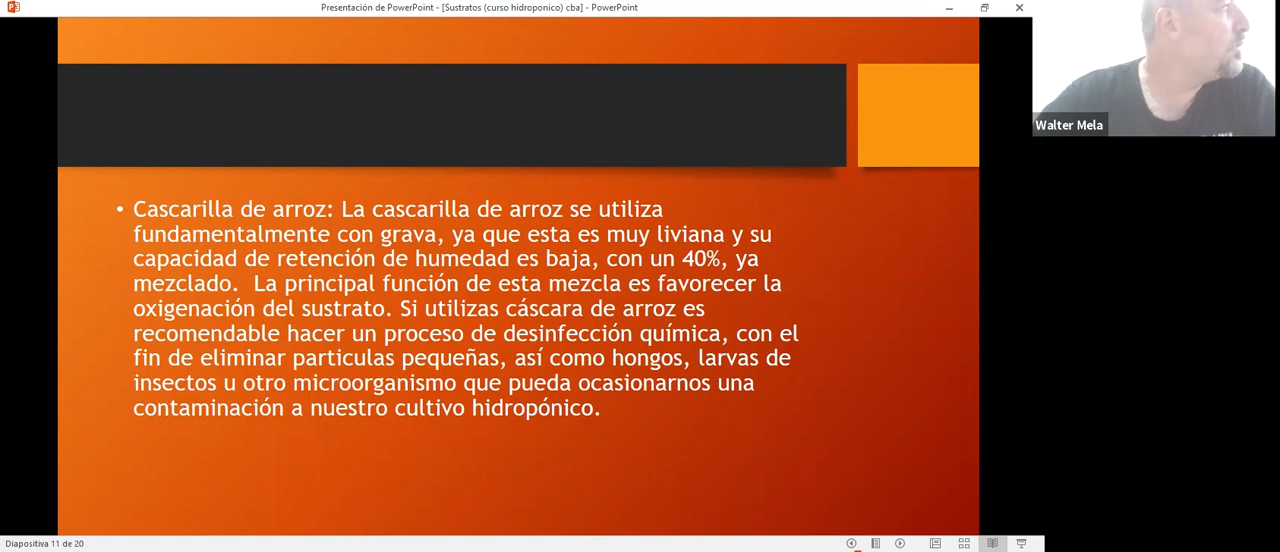 Presentación de PowerPoint - [Sustratos (curso hidroponico) cba] - PowerPoint
Walter Mela
• Cascarilla de arroz: La cascarilla de arroz se utiliza
fundamentalmente con grava, ya que esta es muy liviana y su
capacidad de retención de humedad es baja, con un 40%, ya
mezclado.  La principal función de esta mezcla es favorecer la
oxigenación del sustrato. Si utilizas cáscara de arroz es
recomendable hacer un proceso de desinfección química, con el
fin de eliminar particulas pequeñas, así como hongos, larvas de
insectos u otro microorganismo que pueda ocasionarnos una
contaminación a nuestro cultivo hidropónico.
Diapositiva 11 de 20